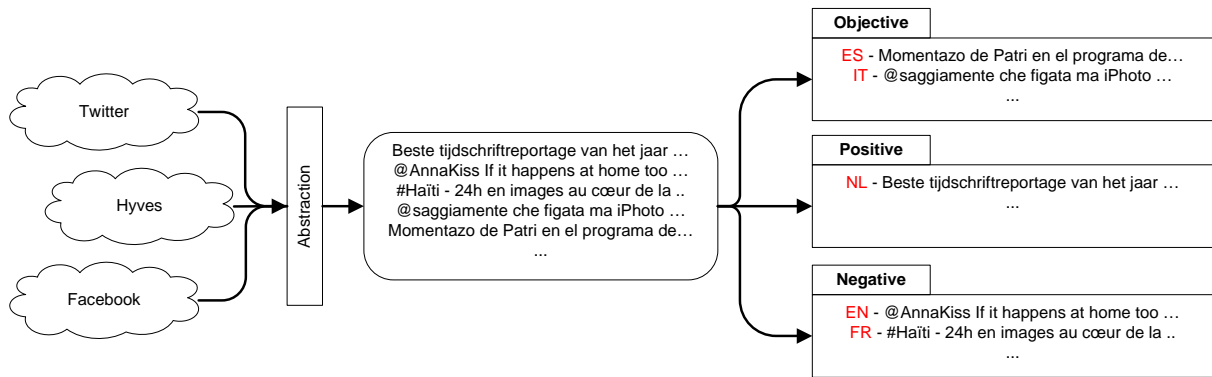 Twitter
Hyves
Facebook
Abstraction
Beste tijdschriftreportage van het jaar …
@AnnaKiss If it happens at home too …
#Haïti - 24h en images au cœur de la ..
@saggiamente che figata ma iPhoto …
Momentazo de Patri en el programa de…
...
Objective
ES - Momentazo de Patri en el programa de…
IT - @saggiamente che figata ma iPhoto …
...
Positive
NL - Beste tijdschriftreportage van het jaar …
...
Negative
EN - @AnnaKiss If it happens at home too …
FR - #Haïti - 24h en images au cœur de la ..
...